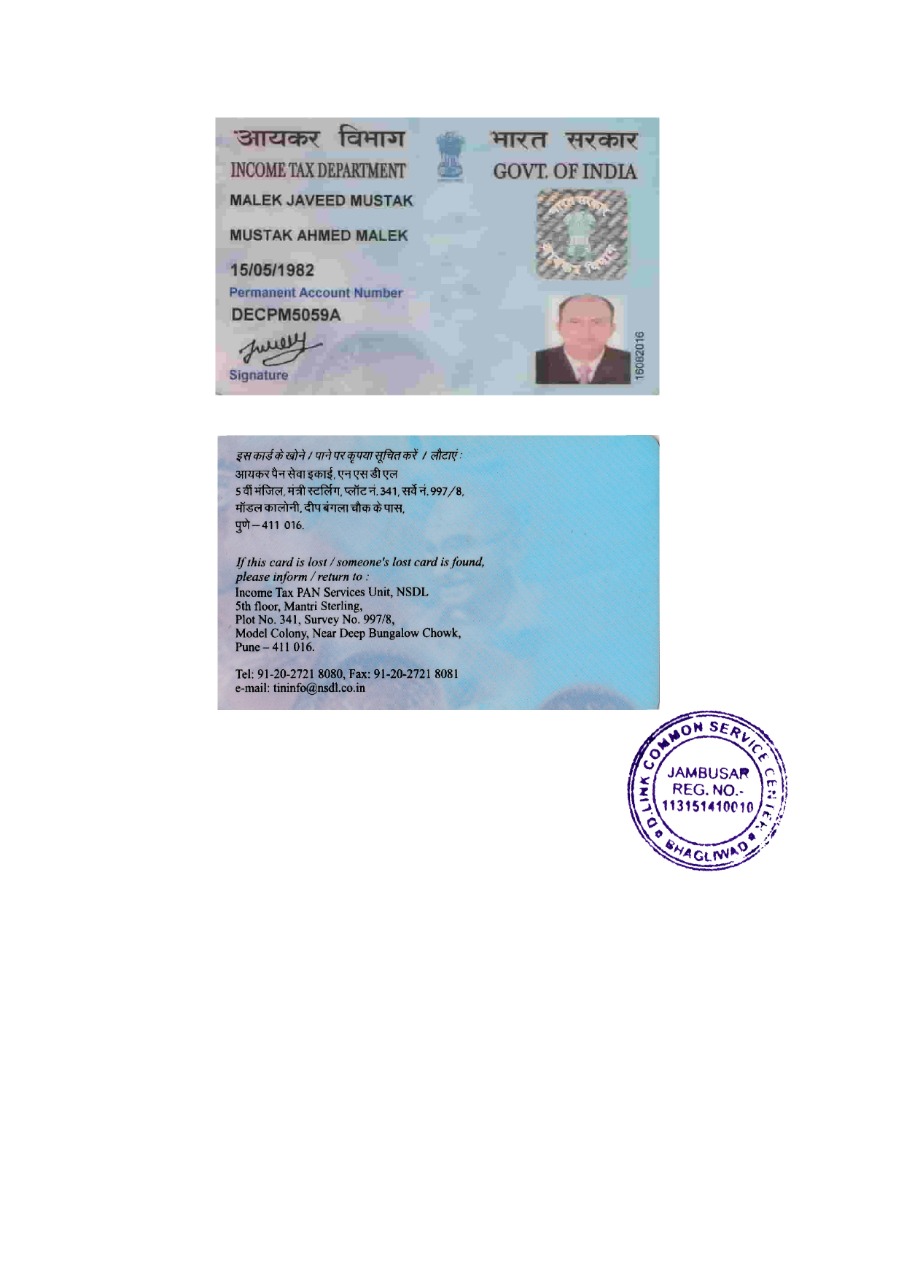 आयकर विभाग
भारत सरकार
INCOME TAX DEPARTMENT
GOVT. OF INDIA
MALEK JAVEED MUSTAK
MUSTAK AHMED MALEK
15/05/1982
Permanent Account Number
DECPM5059A
Signature
16082016
इस कार्ड के खोने / पाने पर कृपया सूचित करें / लौटाएं :
आयकर पैन सेवा इकाई, एन एस डी एल
5 वीं मंजिल, मंत्री स्टर्लिंग, प्लॉट नं. 341, सर्वे नं. 997/8,
मॉडल कालोनी, दीप बंगला चौक के पास,
पुणे – 411 016.
If this card is lost / someone's lost card is found,
please inform / return to :
Income Tax PAN Services Unit, NSDL
5th floor, Mantri Sterling,
Plot No. 341, Survey No. 997/8,
Model Colony, Near Deep Bungalow Chowk,
Pune – 411 016.
Tel: 91-20-2721 8080, Fax: 91-20-2721 8081
e-mail: tininfo@nsdl.co.in
D.LINK COMMON SERVICE CENTER
JAMBUSAR
REG. NO.-
113151410010
BHAGLIWAD